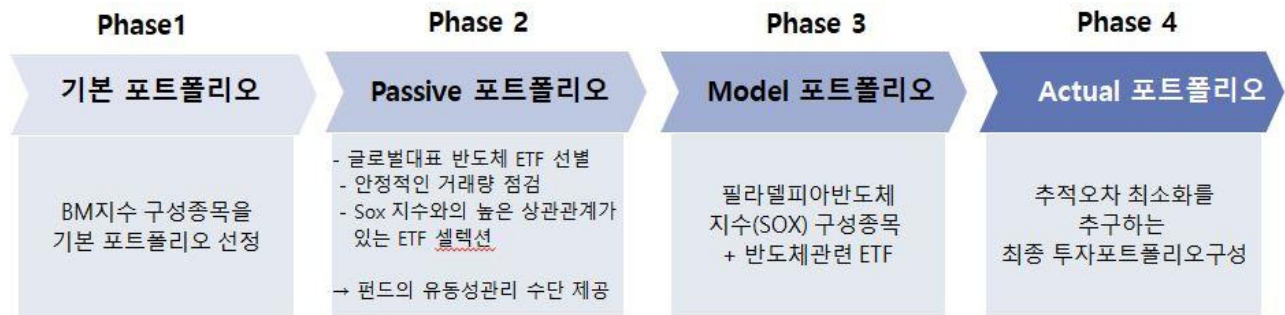 Phase1
기본 포트폴리오
BM지수 구성종목을
기본 포트폴리오 선정
Phase 2
Passive 포트폴리오
- 글로벌대표 반도체 ETF 선별
- 안정적인 거래량 점검
- Sox 지수와의 높은 상관관계가
있는 ETF 셀렉션
→ 펀드의 유동성관리 수단 제공
Phase 3
Model 포트폴리오
필라델피아반도체
지수(SOX) 구성종목
+ 반도체관련 ETF
Phase 4
Actual 포트폴리오
추적오차 최소화를
추구하는
최종 투자포트폴리오구성